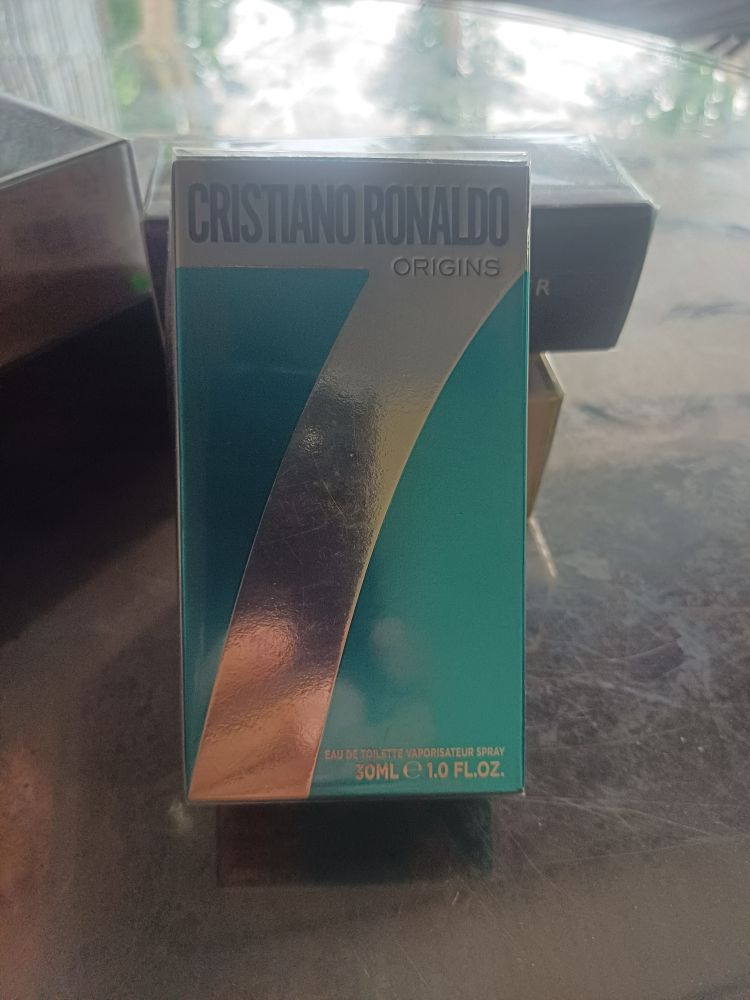 CRISTIANO RONALDO
ORIGINS
7
R
EAU DE TOILETTE VAPORISATEUR SPRAY
30ML ℮ 1.0 FL.OZ.